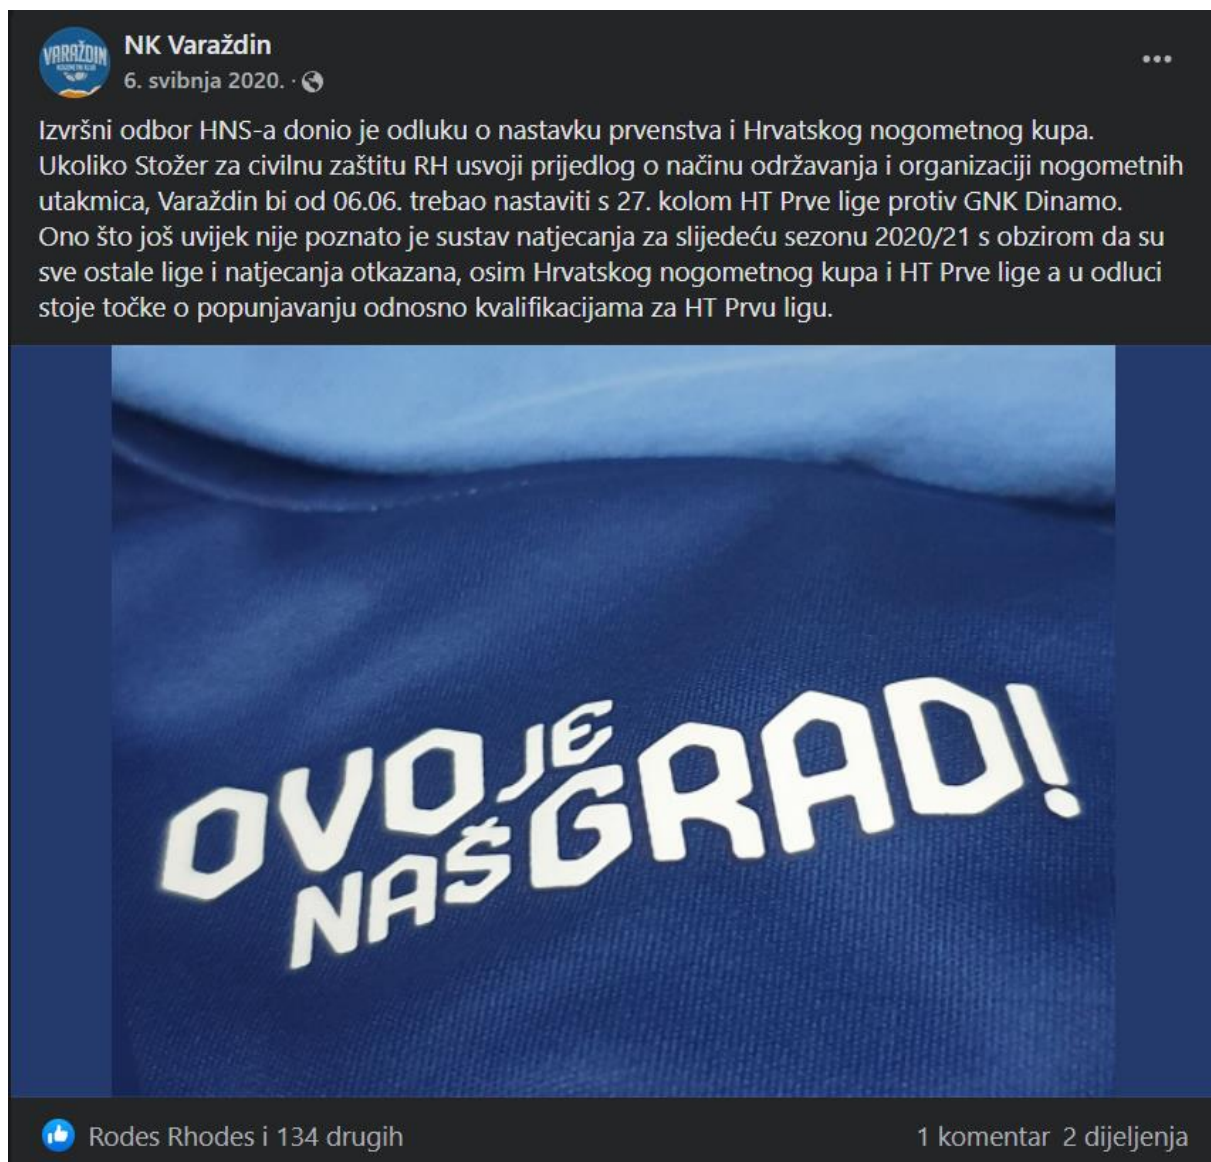 VARAŽDIN
NK Varaždin
6. svibnja 2020. ·
Izvršni odbor HNS-a donio je odluku o nastavku prvenstva i Hrvatskog nogometnog kupa.
Ukoliko Stožer za civilnu zaštitu RH usvoji prijedlog o načinu održavanja i organizaciji nogometnih
utakmica, Varaždin bi od 06.06. trebao nastaviti s 27. kolom HT Prve lige protiv GNK Dinamo.
Ono što još uvijek nije poznato je sustav natjecanja za slijedeću sezonu 2020/21 s obzirom da su
sve ostale lige i natjecanja otkazana, osim Hrvatskog nogometnog kupa i HT Prve lige a u odluci
stoje točke o popunjavanju odnosno kvalifikacijama za HT Prvu ligu.
OVO JE
NAŠ GRAD!
Rodes Rhodes i 134 drugih
1 komentar 2 dijeljenja